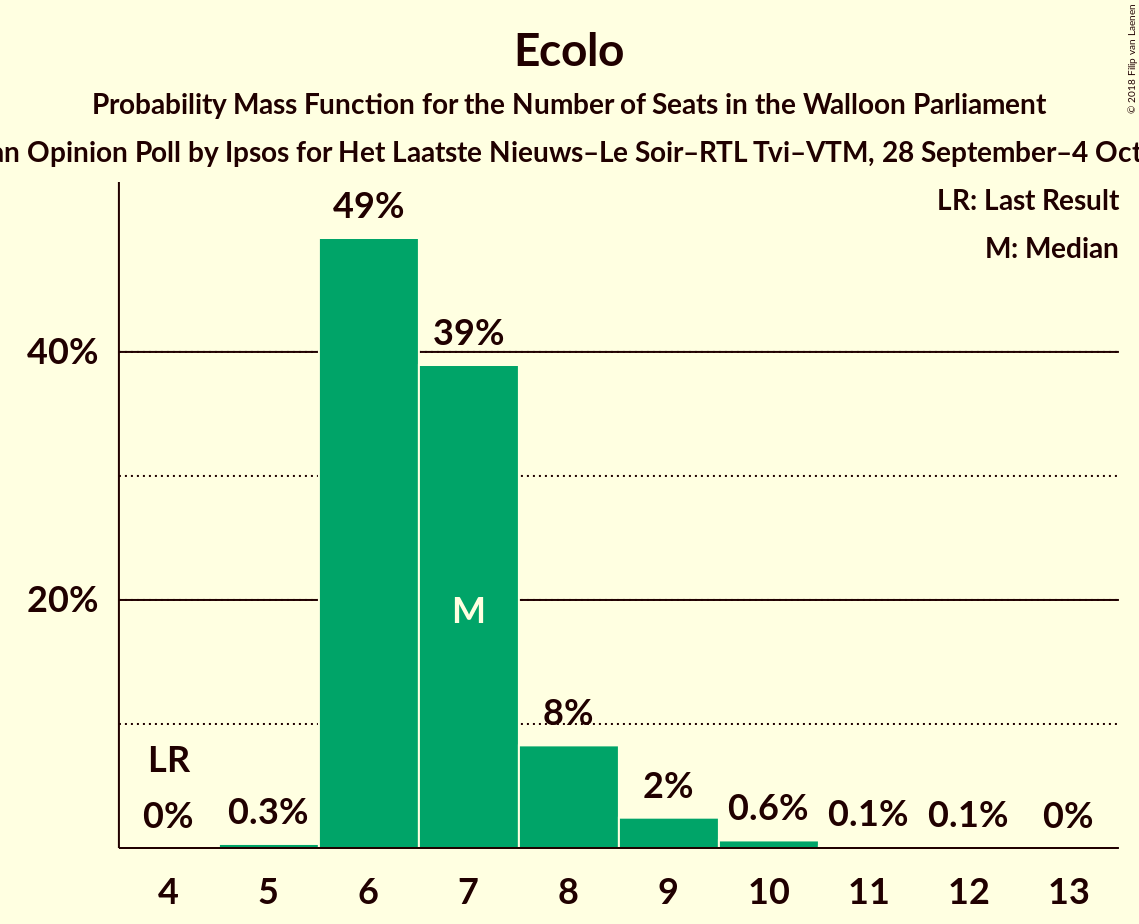 Ecolo
Probability Mass Function for the Number of Seats in the Walloon Parliament
an Opinion Poll by Ipsos for Het Laatste Nieuws–Le Soir–RTL Tvi–VTM, 28 September–4 Oct
© 2018 Filip van Laenen
LR: Last Result
M: Median
49%
39%
40%
20%
M
8%
LR
2%
0%
0.3%
0.6%
0.1%
0.1%
0%
4 5 6 7 8 9 10 11 12 13